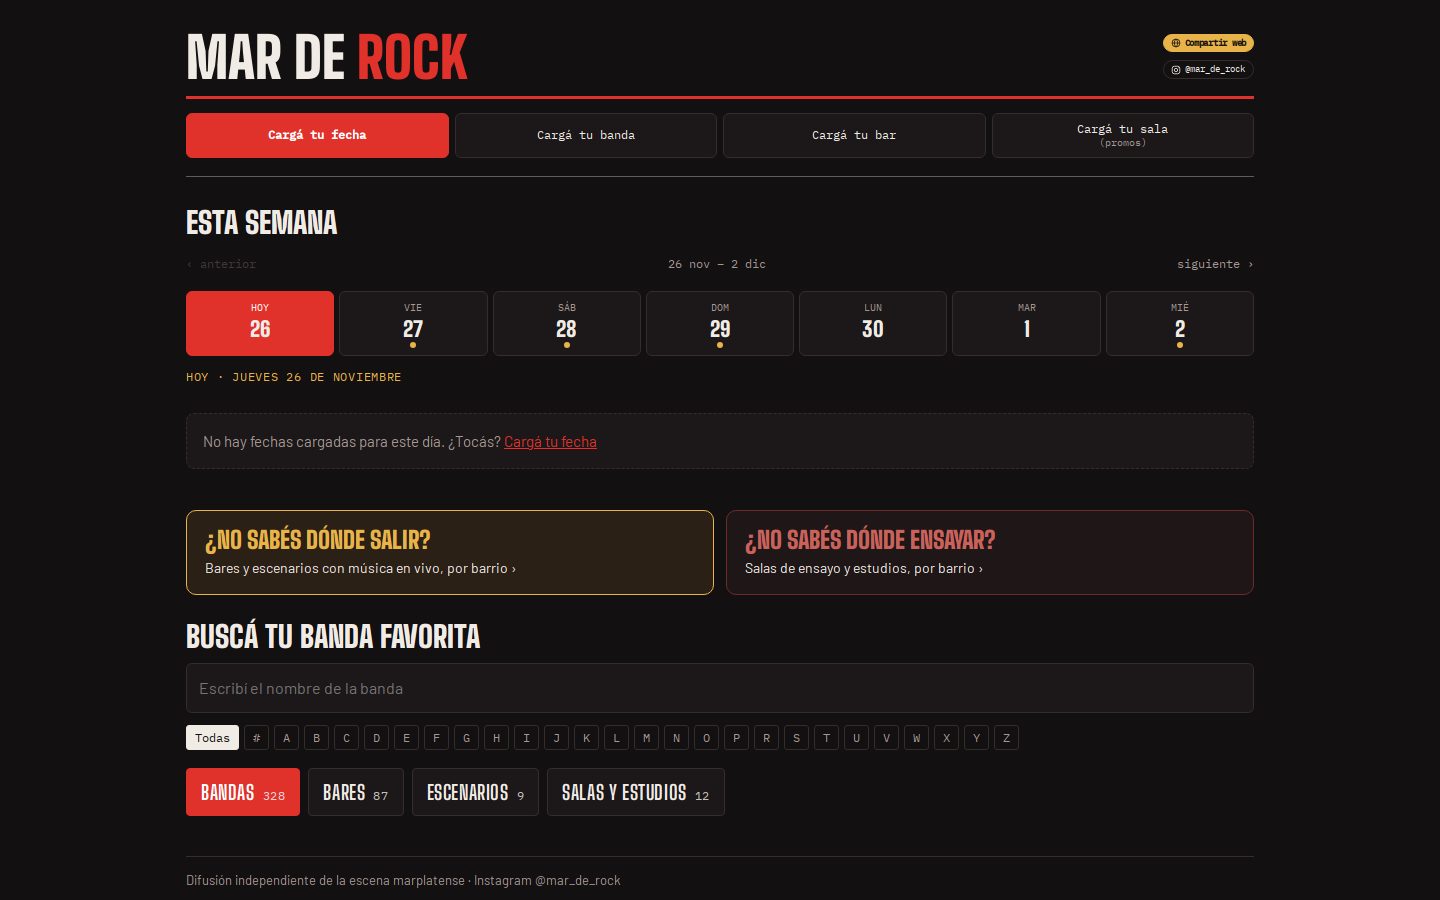 MAR DE ROCK
Compartir web
@mar_de_rock
Cargá tu fecha
Cargá tu banda
Cargá tu bar
Cargá tu sala
(promos)
ESTA SEMANA
‹ anterior
26 nov – 2 dic
siguiente ›
HOY
26
VIE
27
SÁB
28
DOM
29
LUN
30
MAR
1
MIÉ
2
HOY · JUEVES 26 DE NOVIEMBRE
No hay fechas cargadas para este día. ¿Tocás? Cargá tu fecha
¿NO SABÉS DÓNDE SALIR?
Bares y escenarios con música en vivo, por barrio ›
¿NO SABÉS DÓNDE ENSAYAR?
Salas de ensayo y estudios, por barrio ›
BUSCÁ TU BANDA FAVORITA
Escribí el nombre de la banda
Todas # A B C D E F G H I J K L M N O P R S T U V W X Y Z
BANDAS 328
BARES 87
ESCENARIOS 9
SALAS Y ESTUDIOS 12
Difusión independiente de la escena marplatense · Instagram @mar_de_rock